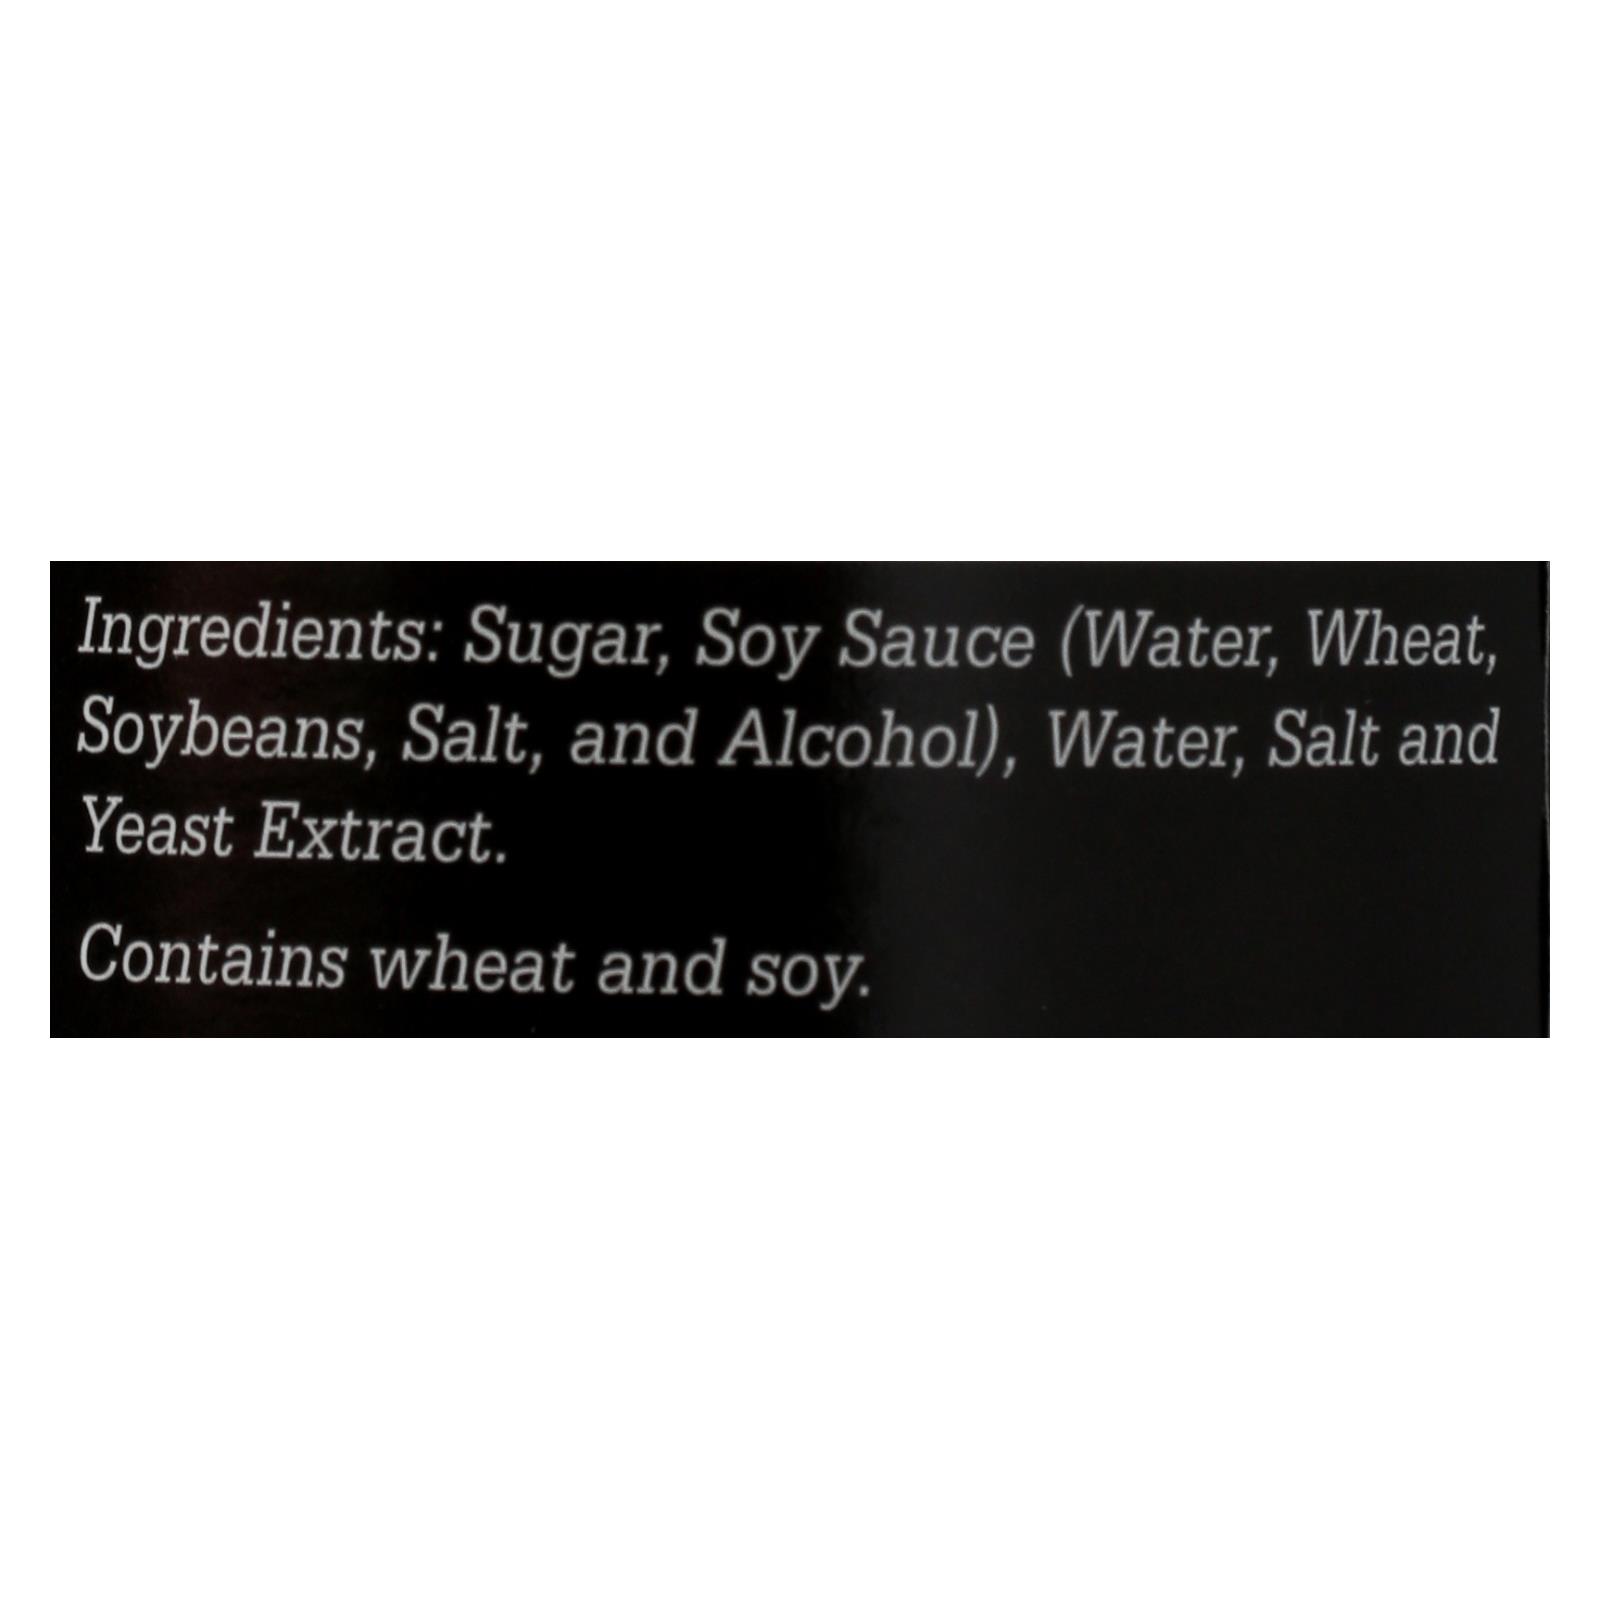 Ingredients: Sugar, Soy Sauce (Water, Wheat,
Soybeans, Salt, and Alcohol), Water, Salt and
Yeast Extract.
Contains wheat and soy.